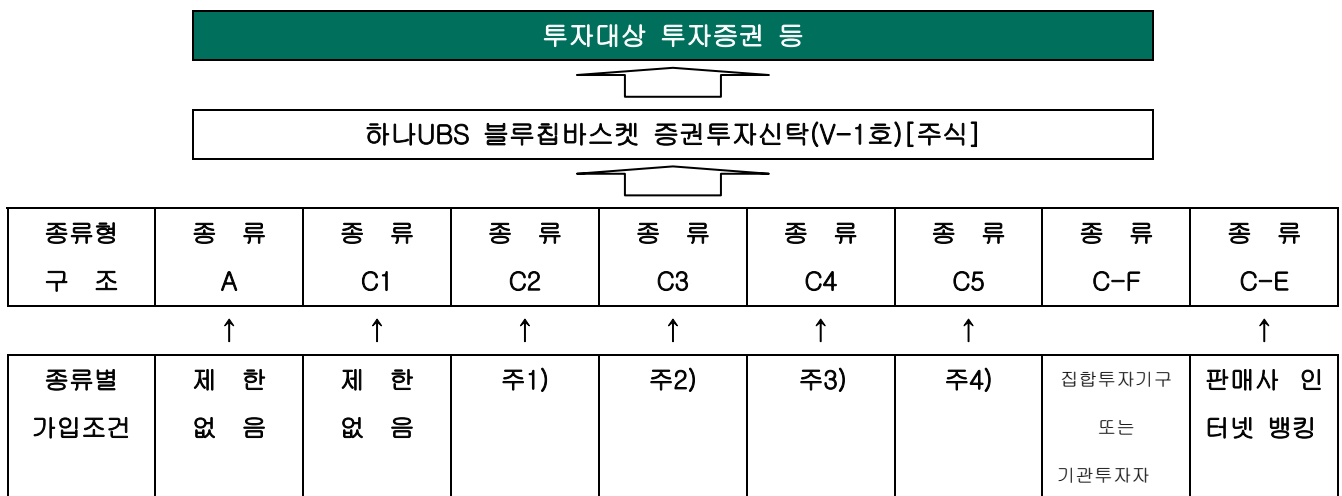 투자대상 투자증권 등
하나UBS 블루칩바스켓 증권투자신탁(V-1호)[주식]
종류형 종 류 종 류 종 류 종 류 종 류 종 류 종 류 종 류
구 조 A C1 C2 C3 C4 C5 C-F C-E
↑ ↑ ↑ ↑ ↑ ↑ ↑
종류별 제 한 제 한 주1) 주2) 주3) 주4) 집합투자기구 판매사 인
가입조건 없 음 없 음 또는 터넷 뱅킹
기관투자자